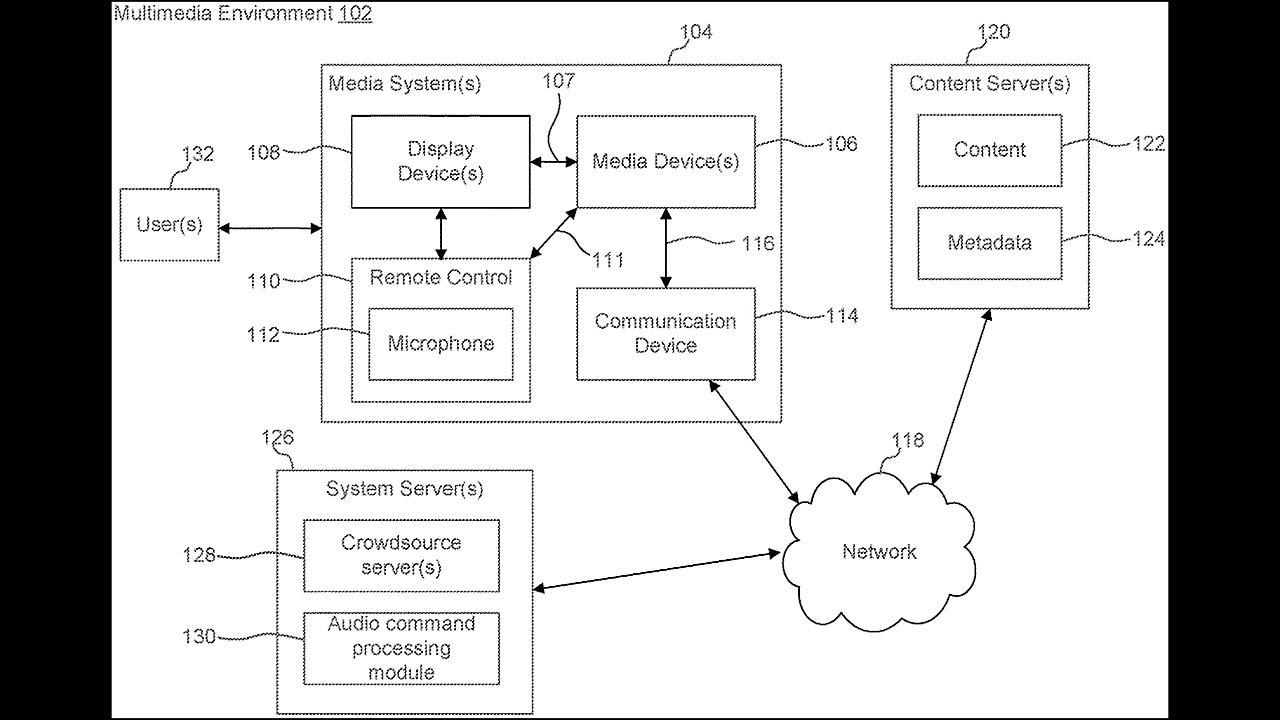 Multimedia Environment 102
104
120
Media System(s)
107
Content Server(s)
108
Display
Device(s)
Media Device(s)
106
Content
122
132
User(s)
116
Metadata
124
111
110
Remote Control
112
Microphone
Communication
Device
114
126
118
System Server(s)
Network
128
Crowdsource
server(s)
130
Audio command
processing
module